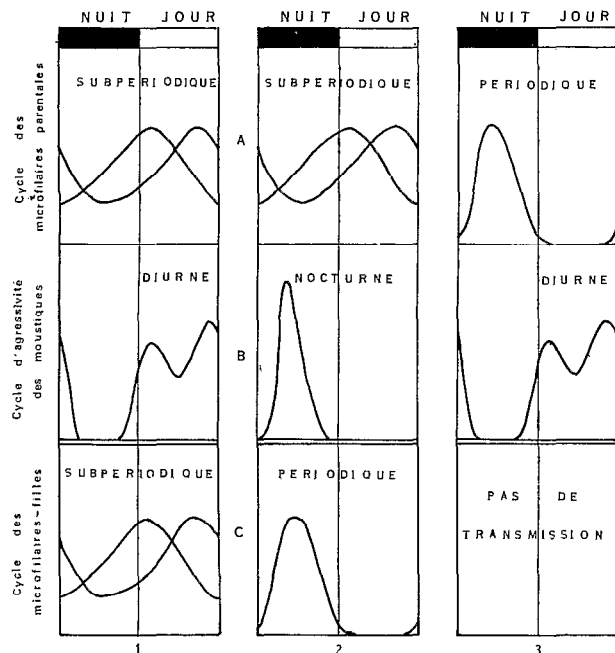 NUIT JOUR NUIT JOUR NUIT JOUR
SUBPERIODIQUE SUBPERIODIQUE PERIODIQUE
Cycle des
microfilaires parentales
A
DIURNE NOCTURNE DIURNE
Cycle d'agressivité
des moustiques
B
SUBPERIODIQUE PERIODIQUE PAS DE
TRANSMISSION
Cycle des
microfilaires-filles
C
1 2 3